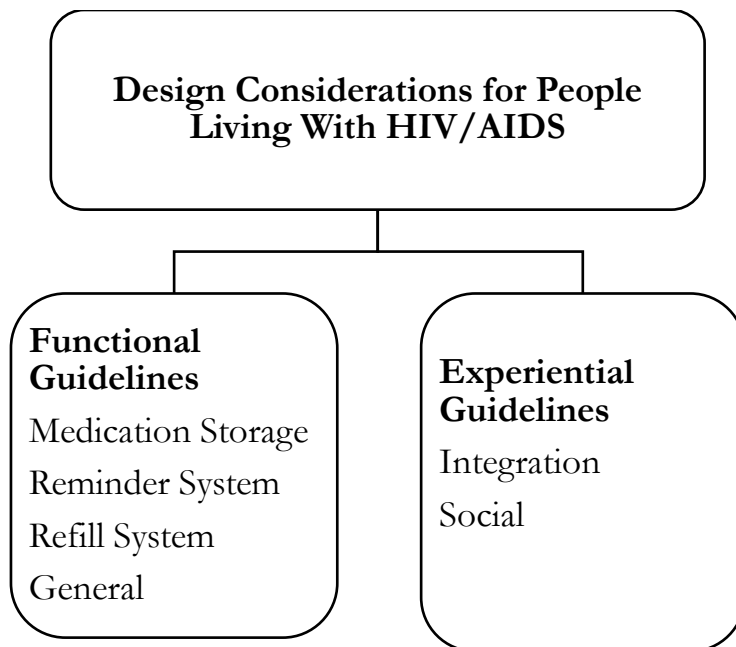 Design Considerations for People
Living With HIV/AIDS
Functional
Guidelines
Medication Storage
Reminder System
Refill System
General
Experiential
Guidelines
Integration
Social